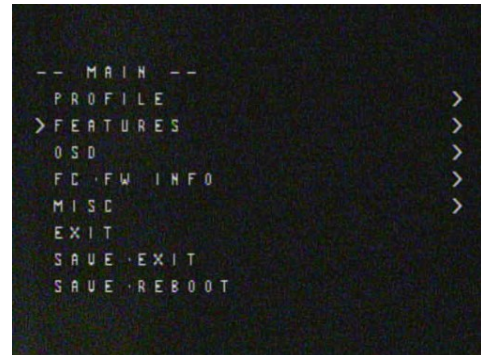 -- MAIN --
PROFILE >
>FEATURES >
OSD >
FC·FW INFO >
MISC >
EXIT
SAVE·EXIT
SAVE·REBOOT